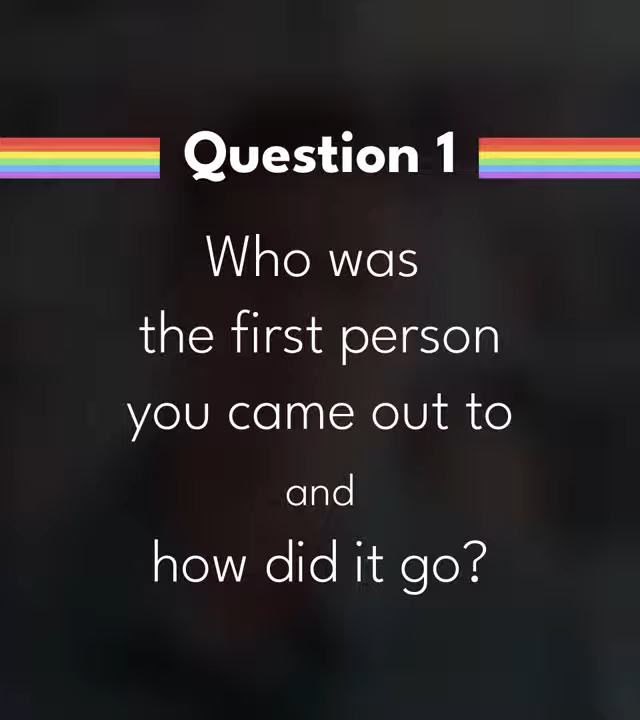 Question 1
Who was
the first person
you came out to
and
how did it go?